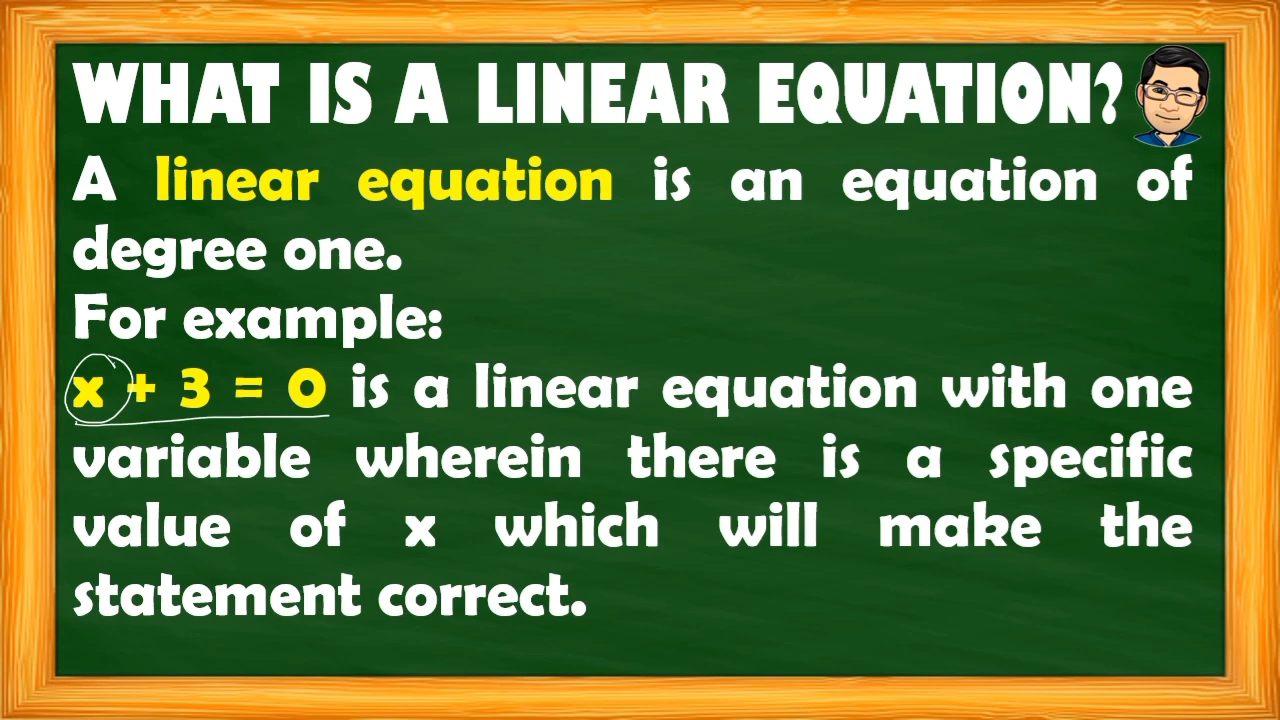 WHAT IS A LINEAR EQUATION?
A linear equation is an equation of
degree one.
For example:
x + 3 = 0 is a linear equation with one
variable wherein there is a specific
value of x which will make the
statement correct.